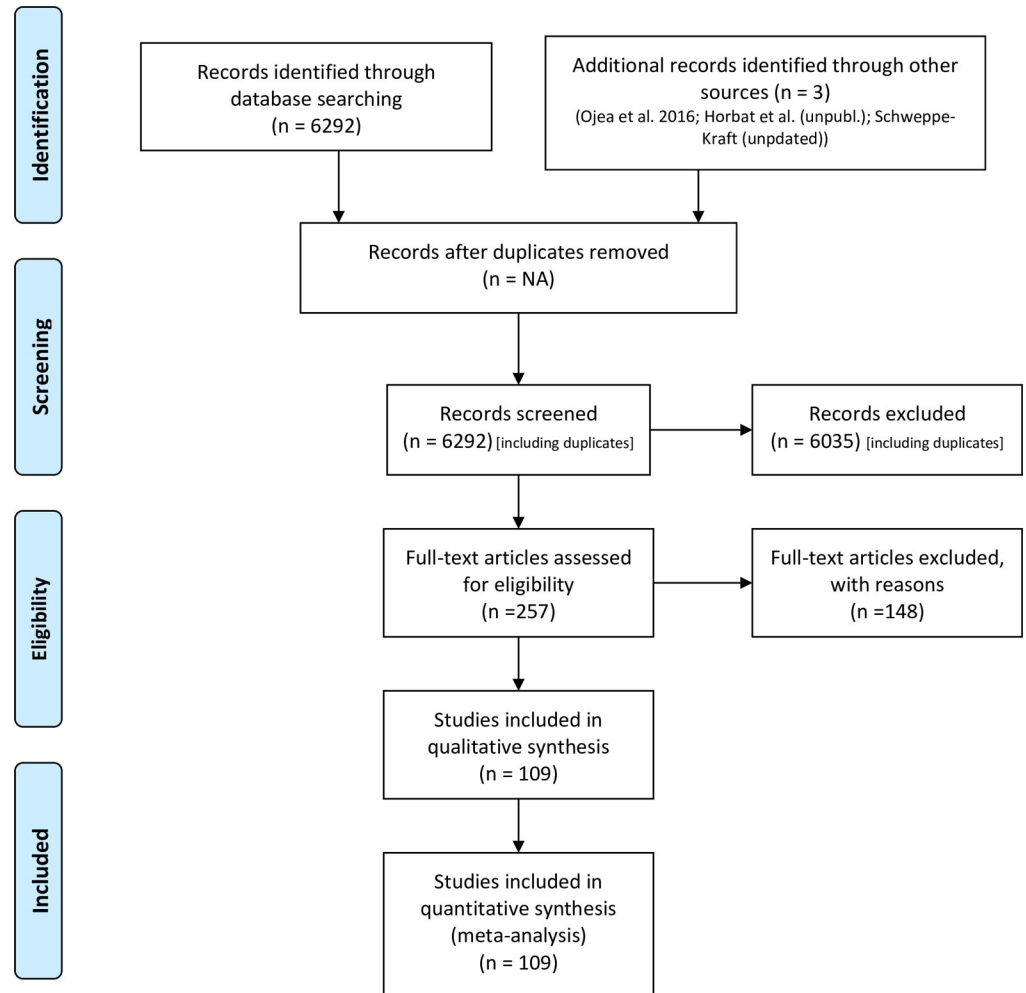 Identification
Records identified through
database searching
(n = 6292)
Additional records identified through other
sources (n = 3)
(Ojea et al. 2016; Horbat et al. (unpubl.); Schweppe-
Kraft (unpdated))
Records after duplicates removed
(n = NA)
Screening
Records screened
(n = 6292) [including duplicates]
Records excluded
(n = 6035) [including duplicates]
Eligibility
Full-text articles assessed
for eligibility
(n =257)
Full-text articles excluded,
with reasons
(n =148)
Studies included in
qualitative synthesis
(n = 109)
Included
Studies included in
quantitative synthesis
(meta-analysis)
(n = 109)